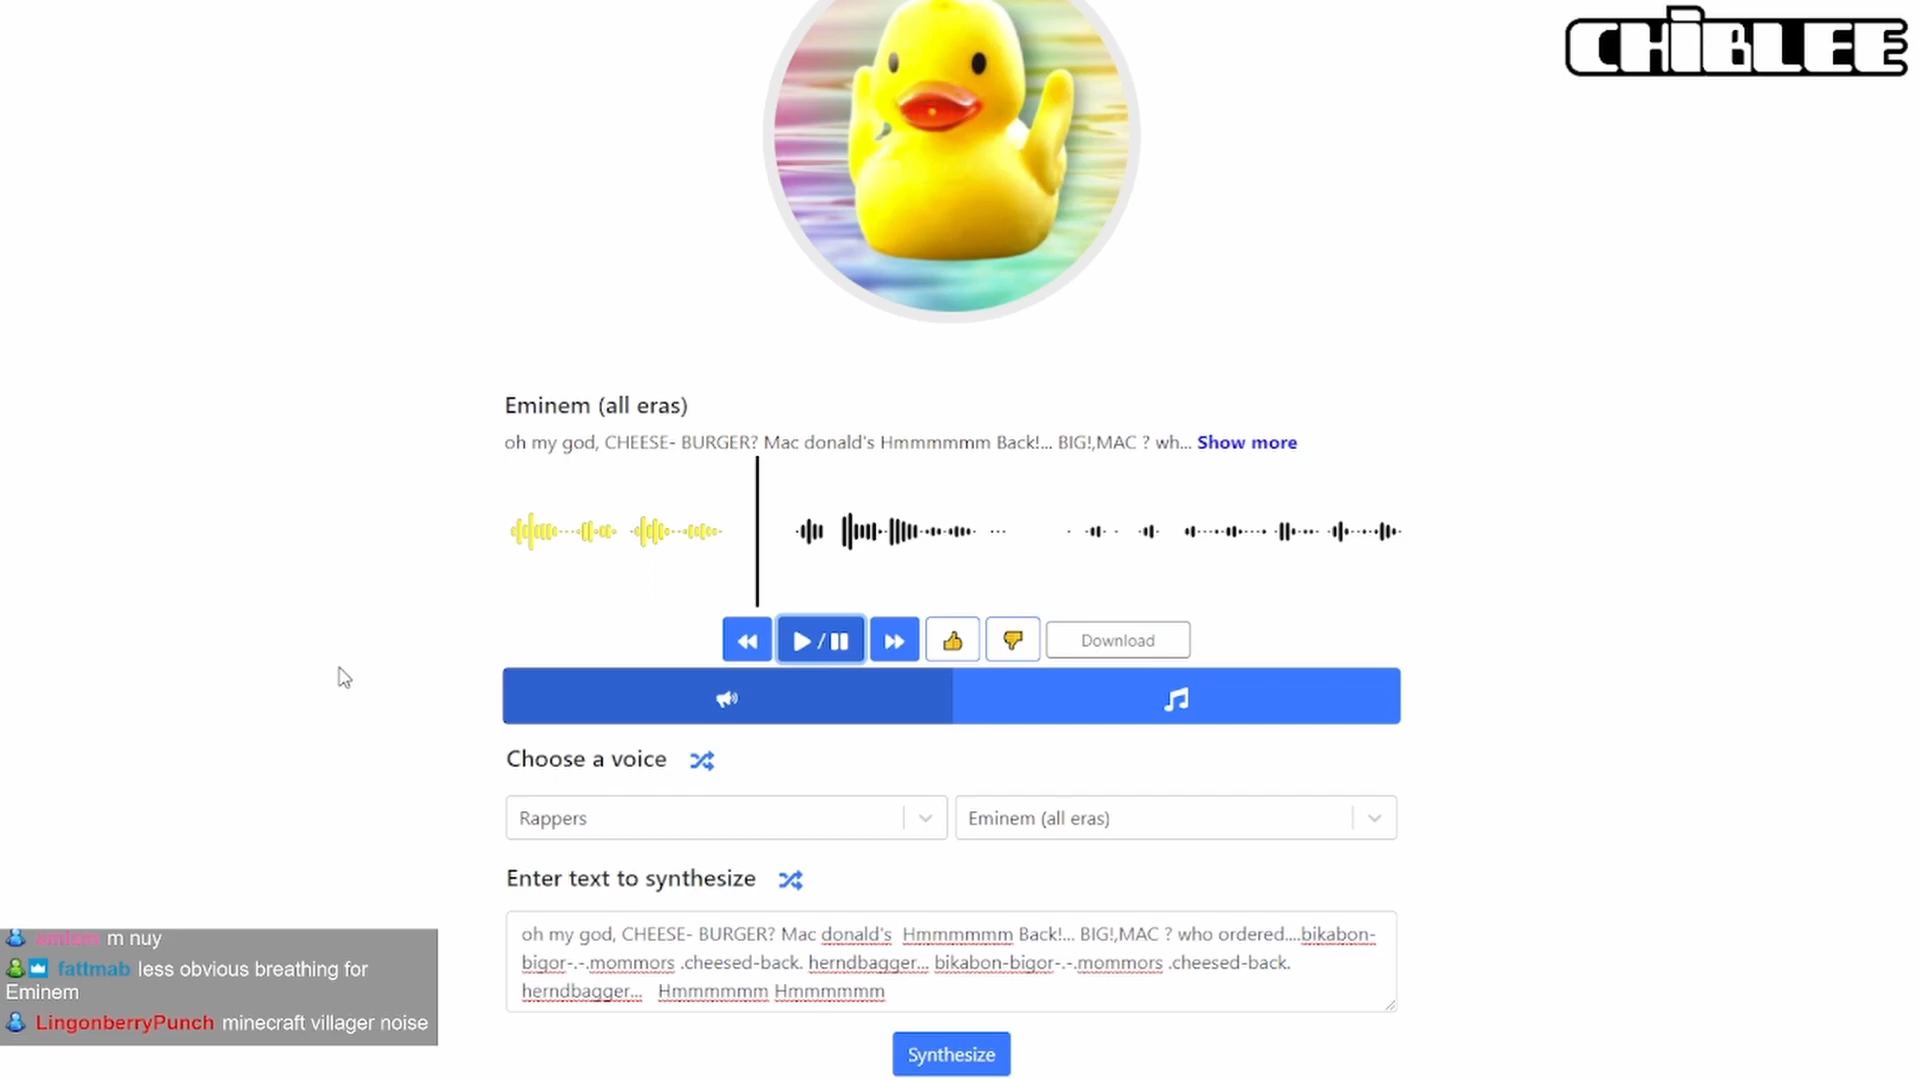 CHiBLEE
Eminem (all eras)
oh my god, CHEESE- BURGER? Mac donald's Hmmmmmm Back!... BIG!,MAC ? wh... Show more
/
Download
Choose a voice
Rappers
Eminem (all eras)
Enter text to synthesize
oh my god, CHEESE- BURGER? Mac donald's  Hmmmmmm Back!... BIG!,MAC ? who ordered....bikabon-
bigor-.-.mommors .cheesed-back. herndbagger... bikabon-bigor-.-.mommors .cheesed-back.
herndbagger...   Hmmmmmm Hmmmmmm
Synthesize
m nuy
fattmab less obvious breathing for
Eminem
LingonberryPunch minecraft villager noise